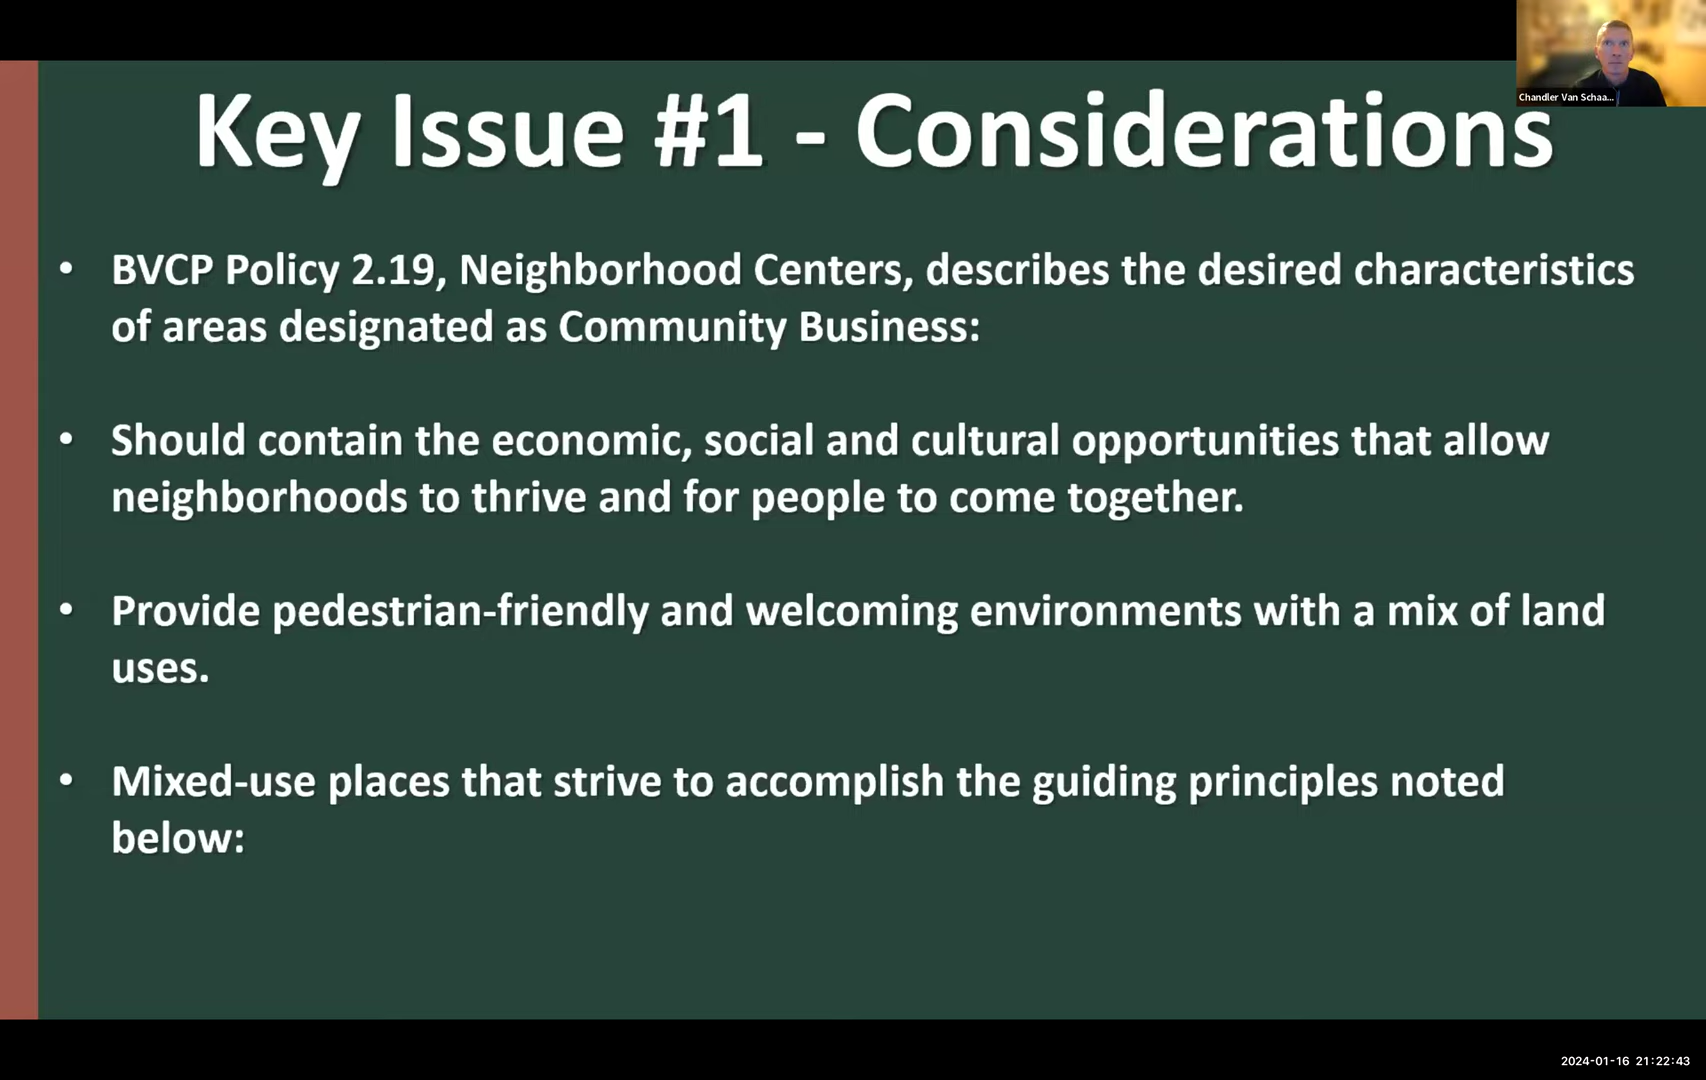 Chandler Van Schaa...
Key Issue #1 - Considerations
• BVCP Policy 2.19, Neighborhood Centers, describes the desired characteristics
of areas designated as Community Business:
• Should contain the economic, social and cultural opportunities that allow
neighborhoods to thrive and for people to come together.
• Provide pedestrian-friendly and welcoming environments with a mix of land
uses.
• Mixed-use places that strive to accomplish the guiding principles noted
below:
2024-01-16 21:22:43